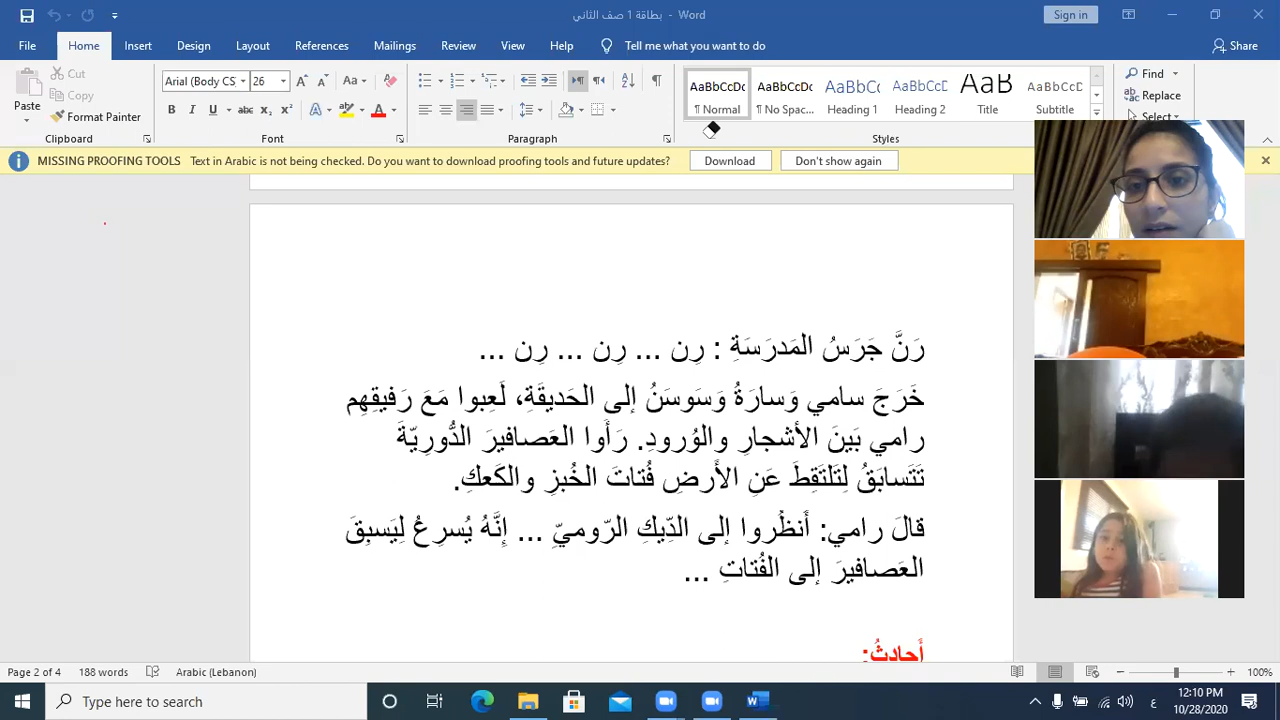 بطاقة 1 صف الثاني - Word
Sign in
File Home Insert Design Layout References Mailings Review View Help Tell me what you want to do Share
Paste
Cut
Copy
Format Painter
Clipboard
Arial (Body CS) 26
Font
Paragraph
AaBbCcDc ¶ Normal
AaBbCcDc ¶ No Spac...
AaBbCc Heading 1
AaBbCcD Heading 2
AaB Title
AaBbCcD Subtitle
Styles
Find
Replace
Select
MISSING PROOFING TOOLS Text in Arabic is not being checked. Do you want to download proofing tools and future updates? Download Don't show again
رَنَّ جَرَسُ المَدرَسَةِ : رِن ... رِن ... رِن ...
خَرَجَ سامي وَسارَةُ وَسَوسَنُ إلى الحَديقَةِ، لَعِبوا مَعَ رَفيقِهِم
رامي بَينَ الأشجارِ والوُرودِ. رَأَوا العَصافيرَ الدُّورِيّةَ
تَتَسابَقُ لِتَلتَقِطَ عَنِ الأَرضِ فُتاتَ الخُبزِ والكَعكِ.
قالَ رامي: أَنظُروا إلى الدِّيكِ الرّوميّ ... إنَّهُ يُسرِعُ لِيَسبِقَ
العَصافيرَ إلى الفُتاتِ ...
أُحادِثُ:
Page 2 of 4 188 words Arabic (Lebanon) 100%
Type here to search
12:10 PM
10/28/2020